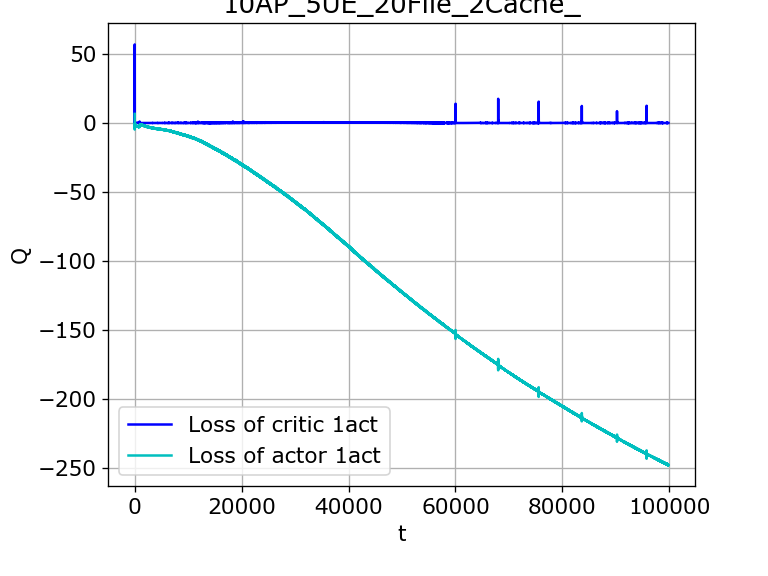 10AP_5UE_20File_2Cache_
50
0
−50
−100
−150
−200
−250
Q
Loss of critic 1act
Loss of actor 1act
0 20000 40000 60000 80000 100000
t